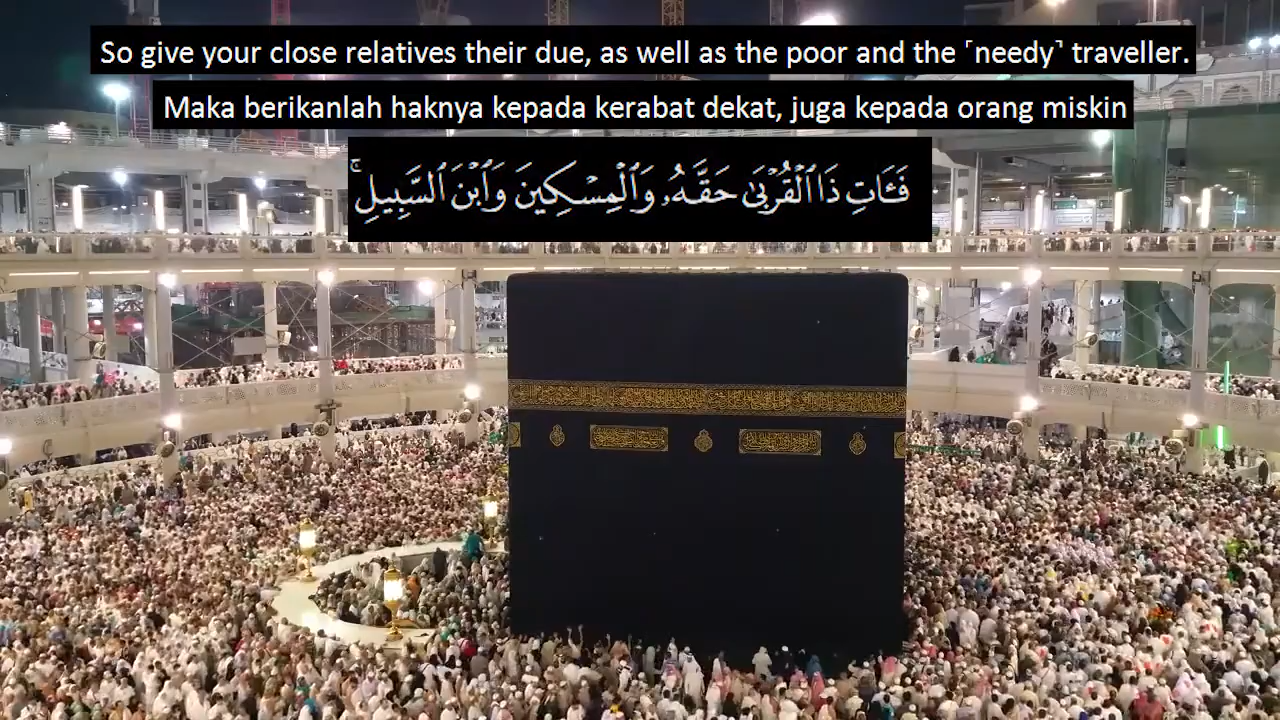 So give your close relatives their due, as well as the poor and the ˹needy˺ traveller.
Maka berikanlah haknya kepada kerabat dekat, juga kepada orang miskin
فَـَٔاتِ ذَا ٱلْقُرْبَىٰ حَقَّهُۥ وَٱلْمِسْكِينَ وَٱبْنَ ٱلسَّبِيلِ ۚ